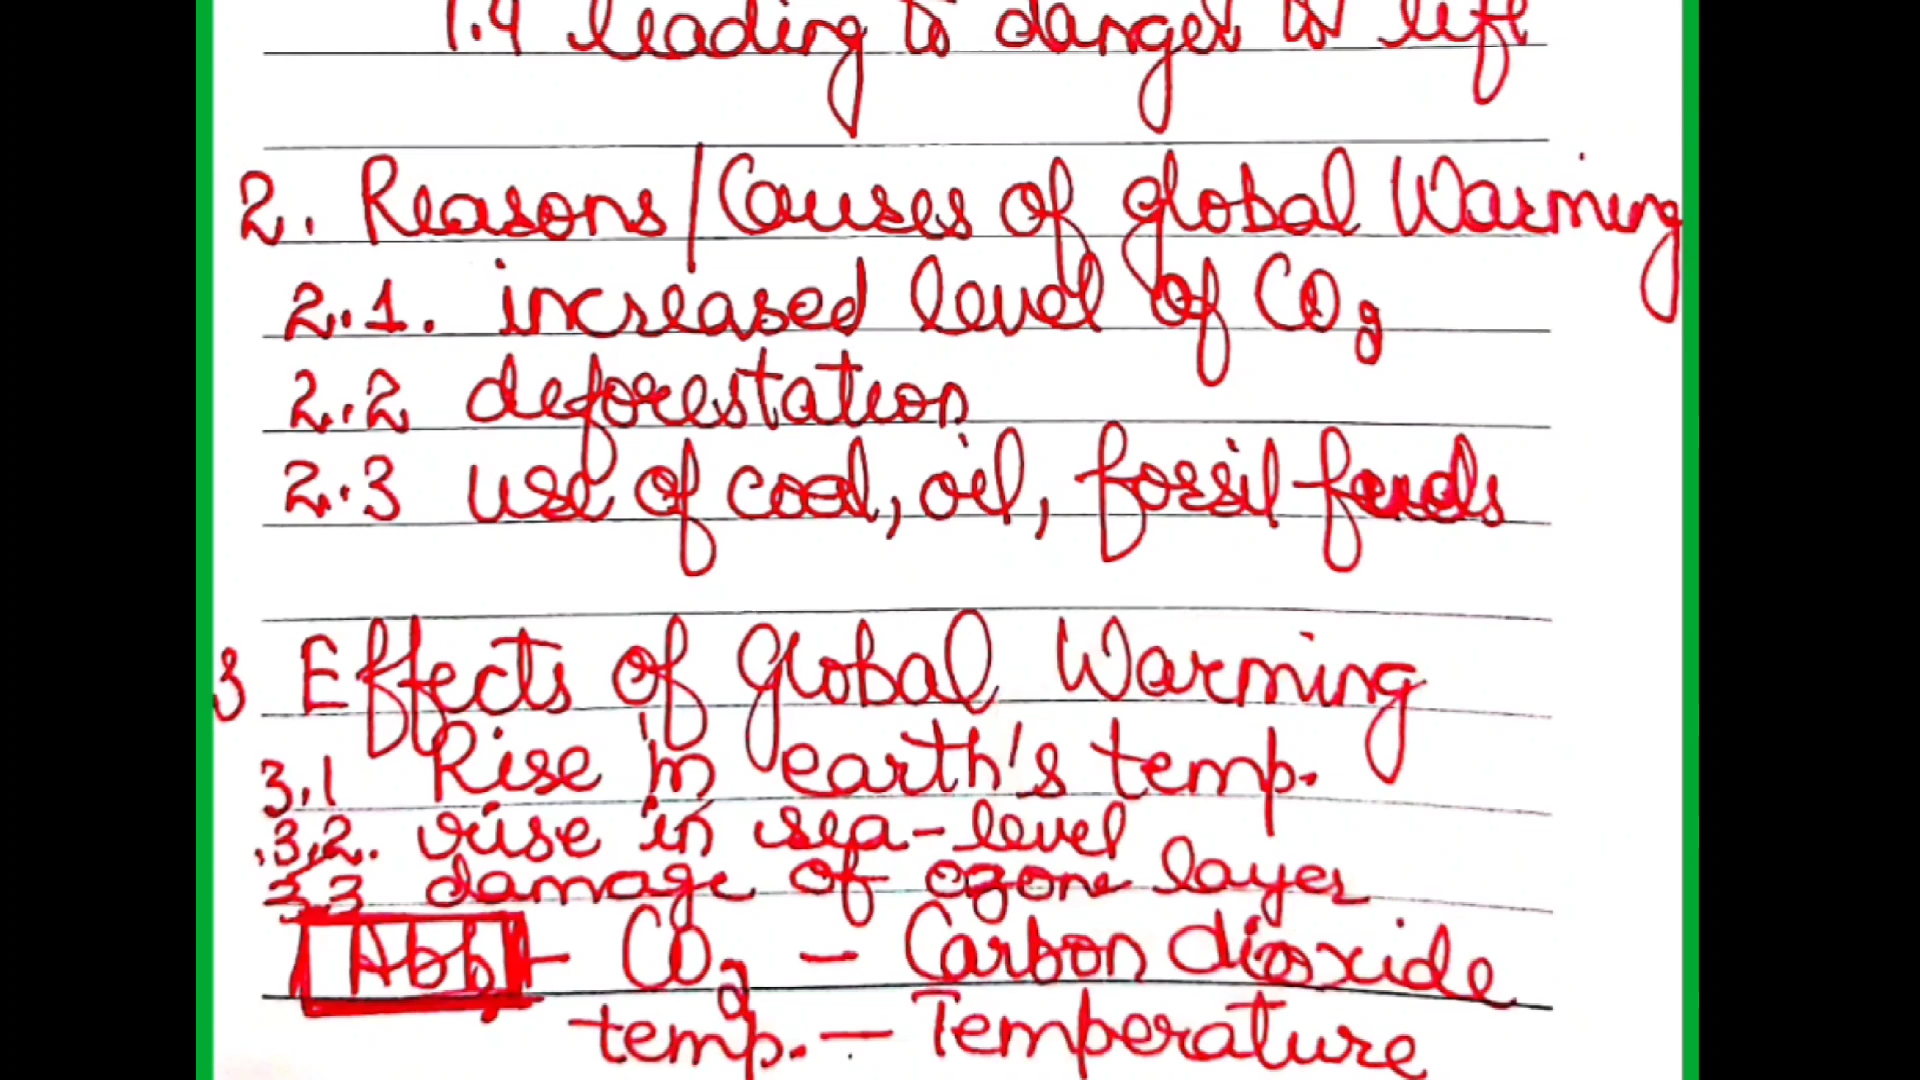 1.4 leading to danger to life
2. Reasons/Causes of global Warming
2.1. increased level of CO2
2.2 deforestation
2.3 use of coal, oil, fossil fuels
3 Effects of Global Warming
3.1 Rise in earth's temp.
3.2. rise in sea-level
3.3 damage of ozone layer
Abb - CO2 - Carbon dioxide
temp. - Temperature